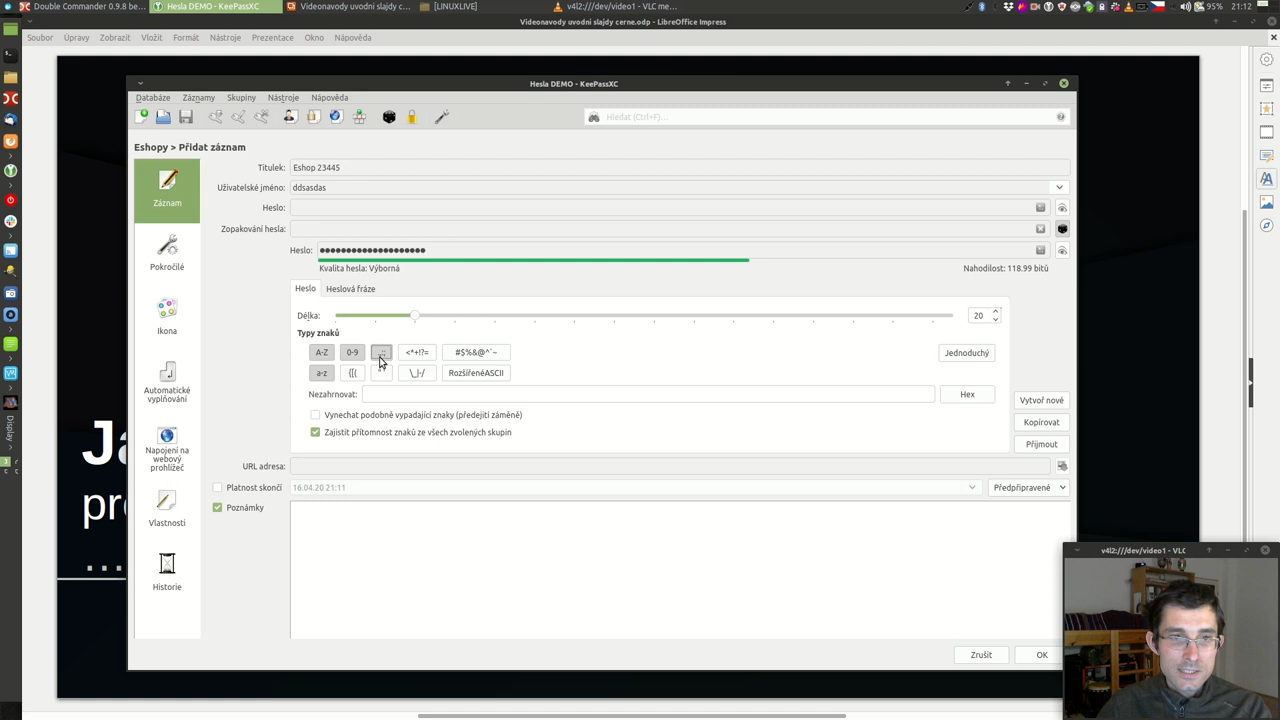 Double Commander 0.9.8 be...
Hesla DEMO - KeePassXC
Videonavody uvodni slajdy c...
[LINUXLIVE]
v4l2:///dev/video1 - VLC me...
95%
21:12
Videonavody uvodni slajdy cerne.odp - LibreOffice Impress
Soubor Úpravy Zobrazit Vložit Formát Nástroje Prezentace Okno Nápověda
Hesla DEMO - KeePassXC
Databáze Záznamy Skupiny Nástroje Nápověda
Hledat (Ctrl+F)...
Eshopy > Přidat záznam
Titulek: Eshop 23445
Uživatelské jméno: ddsasdas
Heslo:
Zopakování hesla:
Heslo: ●●●●●●●●●●●●●●●●●●●●
Kvalita hesla: Výborná
Nahodilost: 118.99 bitů
Heslo Heslová fráze
Délka: 20
Typy znaků
A-Z 0-9 .,:; <*+!?= #$%&@^`~ Jednoduchý
a-z {[( \_|-/ RozšířenéASCII
Nezahrnovat: Hex
Vytvoř nové
Vynechat podobně vypadající znaky (předejití záměně)
Kopírovat
Zajistit přítomnost znaků ze všech zvolených skupin
Přijmout
URL adresa:
Platnost skončí 16.04.20 21:11 Předpřipravené
Poznámky
Záznam
Pokročilé
Ikona
Automatické
vyplňování
Napojení na
webový
prohlížeč
Vlastnosti
Historie
Zrušit OK
Display
Ja
pro
...
v4l2:///dev/video1 - VLC